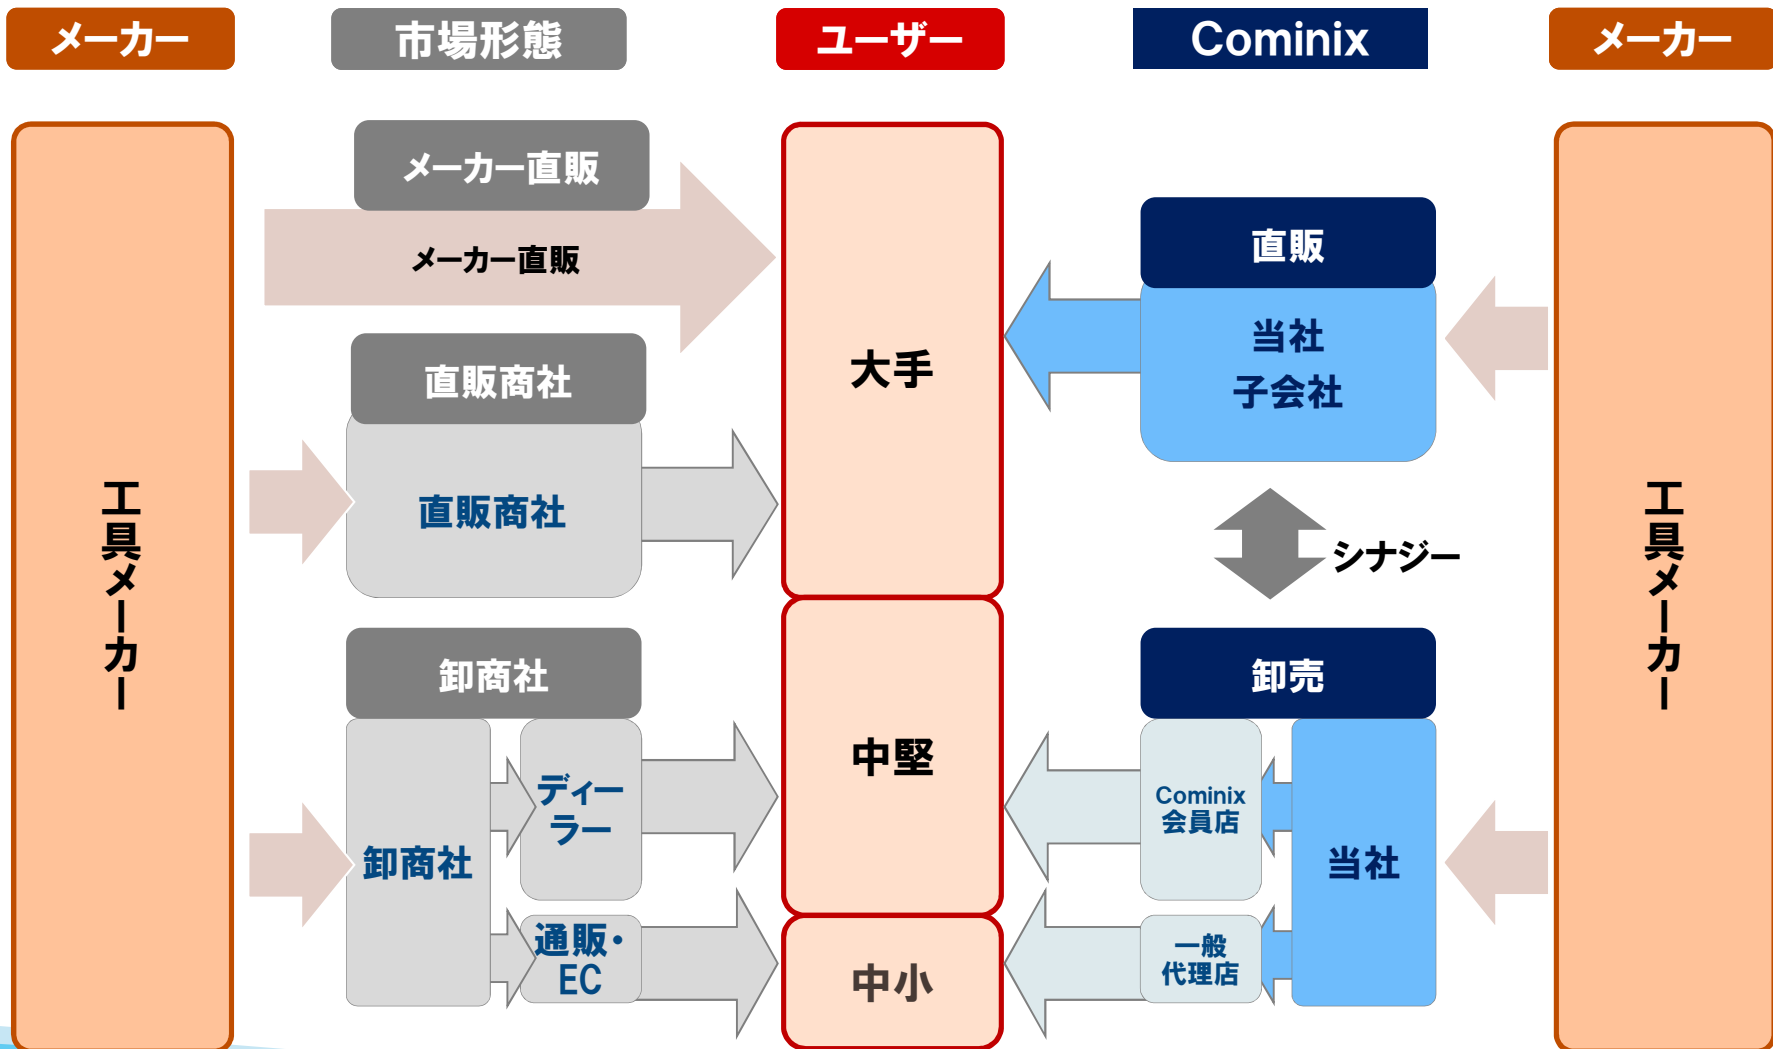 メーカー
市場形態
ユーザー
Cominix
メーカー
工具メーカー
メーカー直販
メーカー直販
直販商社
直販商社
卸商社
卸商社
ディー
ラー
通販・
EC
大手
中堅
中小
直販
当社
子会社
シナジー
卸売
Cominix
会員店
一般
代理店
当社
工具メーカー